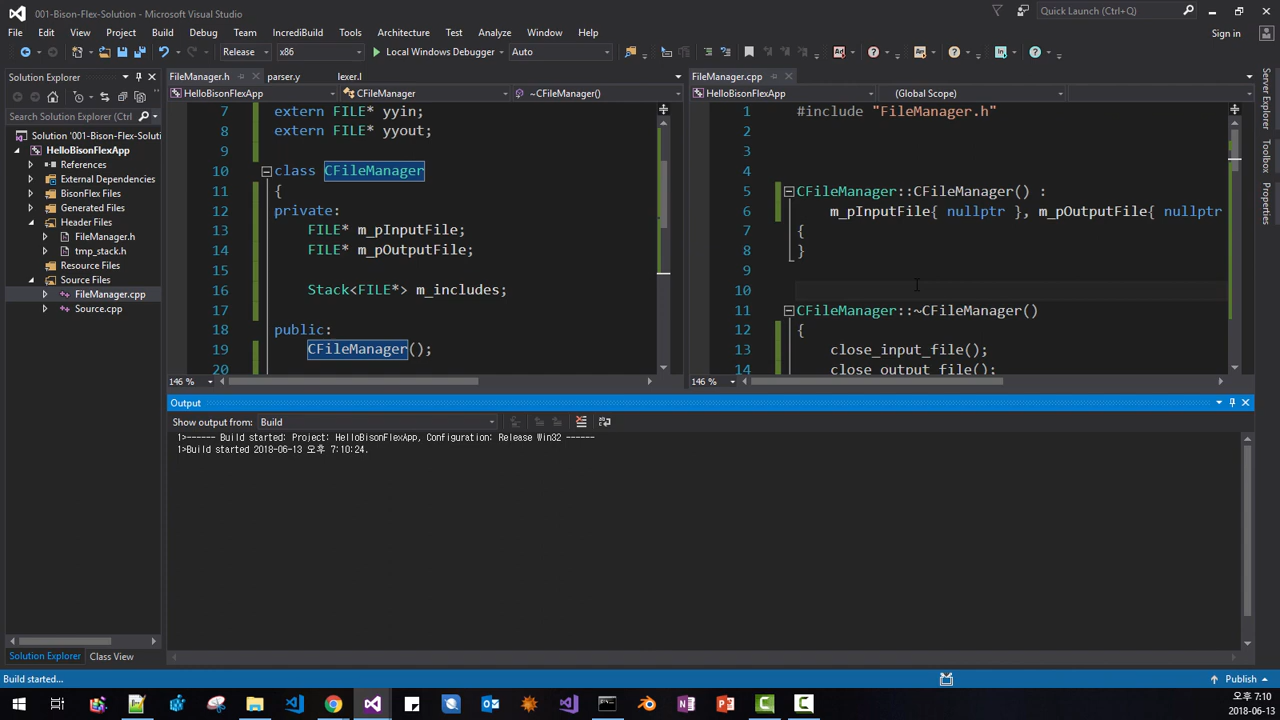 001-Bison-Flex-Solution - Microsoft Visual Studio
Quick Launch (Ctrl+Q)
File Edit View Project Build Debug Team IncrediBuild Tools Architecture Test Analyze Window Help
Sign in
Release x86 Local Windows Debugger Auto
Solution Explorer
Search Solution Explorer (Ctrl
Solution '001-Bison-Flex-Soluti
HelloBisonFlexApp
References
External Dependencies
BisonFlex Files
Generated Files
Header Files
FileManager.h
tmp_stack.h
Resource Files
Source Files
FileManager.cpp
Source.cpp
Solution Explorer Class View
FileManager.h parser.y lexer.l
HelloBisonFlexApp CFileManager ~CFileManager()
7 extern FILE* yyin;
8 extern FILE* yyout;
9
10 class CFileManager
11 {
12 private:
13 FILE* m_pInputFile;
14 FILE* m_pOutputFile;
15
16 Stack<FILE*> m_includes;
17
18 public:
19 CFileManager();
20
146 %
FileManager.cpp
HelloBisonFlexApp (Global Scope)
1 #include "FileManager.h"
2
3
4
5 CFileManager::CFileManager() :
6 m_pInputFile{ nullptr }, m_pOutputFile{ nullptr
7 {
8 }
9
10
11 CFileManager::~CFileManager()
12 {
13 close_input_file();
14 close_output_file();
146 %
Server Explorer
Toolbox
Properties
Output
Show output from: Build
1>------ Build started: Project: HelloBisonFlexApp, Configuration: Release Win32 ------
1>Build started 2018-06-13 오후 7:10:24.
Build started...
Publish
오후 7:10
2018-06-13